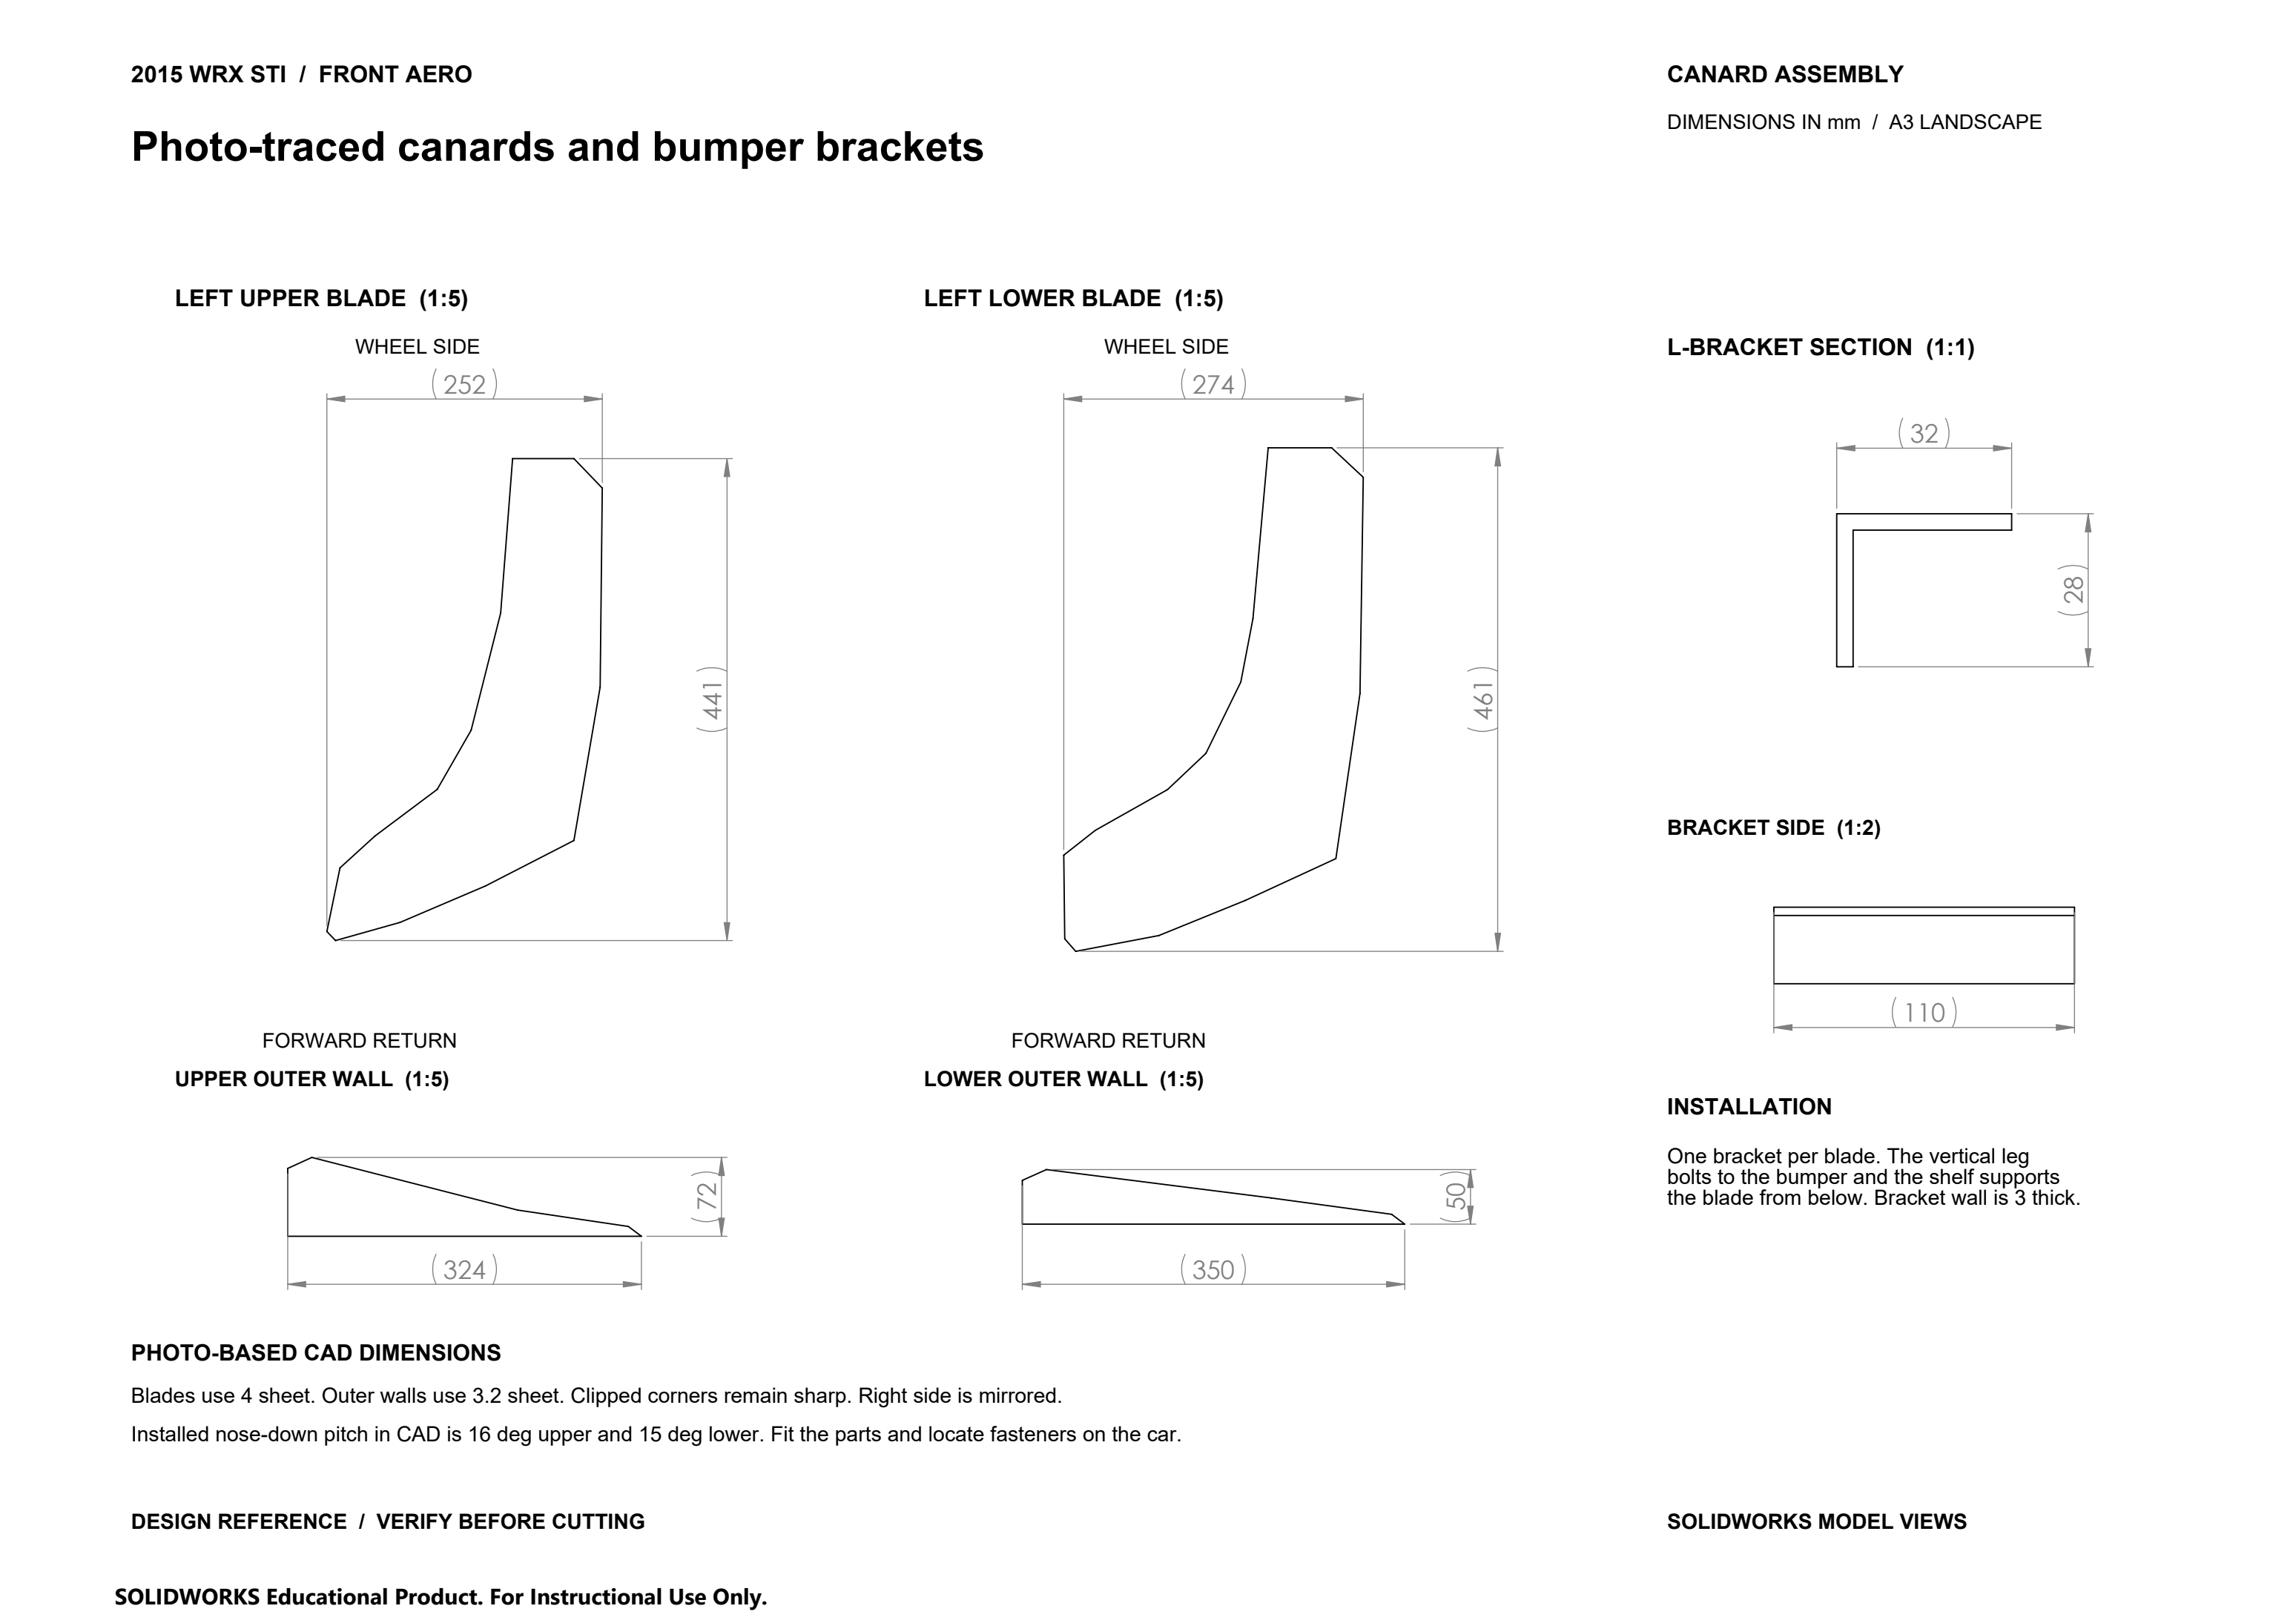 2015 WRX STI / FRONT AERO
CANARD ASSEMBLY
Photo-traced canards and bumper brackets
DIMENSIONS IN mm / A3 LANDSCAPE
LEFT UPPER BLADE (1:5)
WHEEL SIDE
(252)
(441)
FORWARD RETURN
LEFT LOWER BLADE (1:5)
WHEEL SIDE
(274)
(461)
FORWARD RETURN
L-BRACKET SECTION (1:1)
(32)
(28)
BRACKET SIDE (1:2)
(110)
UPPER OUTER WALL (1:5)
(72)
(324)
LOWER OUTER WALL (1:5)
(50)
(350)
INSTALLATION
One bracket per blade. The vertical leg
bolts to the bumper and the shelf supports
the blade from below. Bracket wall is 3 thick.
PHOTO-BASED CAD DIMENSIONS
Blades use 4 sheet. Outer walls use 3.2 sheet. Clipped corners remain sharp. Right side is mirrored.
Installed nose-down pitch in CAD is 16 deg upper and 15 deg lower. Fit the parts and locate fasteners on the car.
DESIGN REFERENCE / VERIFY BEFORE CUTTING
SOLIDWORKS MODEL VIEWS
SOLIDWORKS Educational Product. For Instructional Use Only.